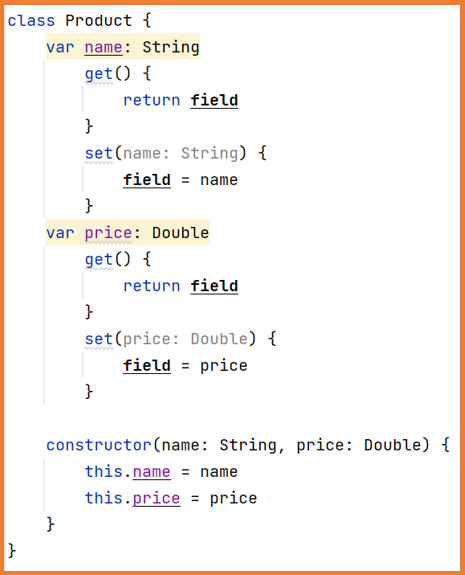 class Product {
    var name: String
        get() {
            return field
        }
        set(name: String) {
            field = name
        }
    var price: Double
        get() {
            return field
        }
        set(price: Double) {
            field = price
        }

    constructor(name: String, price: Double) {
        this.name = name
        this.price = price
    }
}